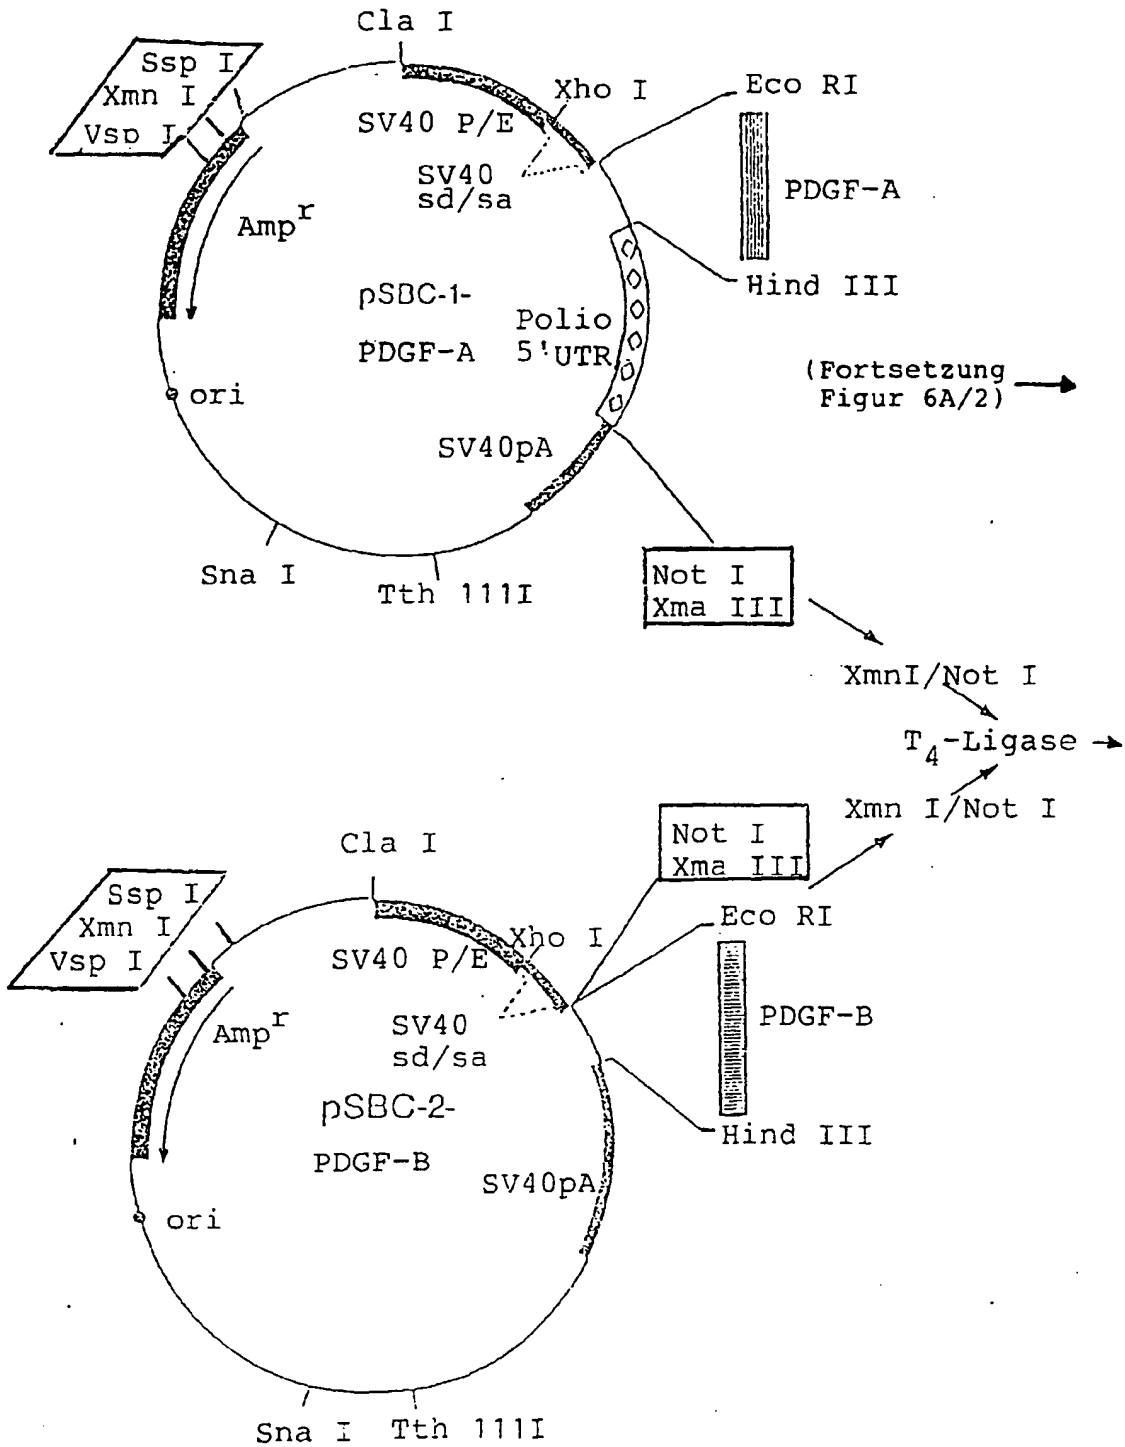 Cla I
Ssp I
Xmn I
Vsp I
Xho I
Eco RI
SV40 P/E
SV40
sd/sa
PDGF-A
Amp^r
Hind III
pSBC-1-
PDGF-A
Polio
5'UTR
(Fortsetzung
Figur 6A/2)
ori
SV40pA
Sna I
Tth 111I
Not I
Xma III
XmnI/Not I
T4-Ligase
Xmn I/Not I
Not I
Xma III
Cla I
Ssp I
Xmn I
Vsp I
Eco RI
Xho I
SV40 P/E
SV40
sd/sa
PDGF-B
Amp^r
pSBC-2-
PDGF-B
Hind III
SV40pA
ori
Sna I
Tth 111I